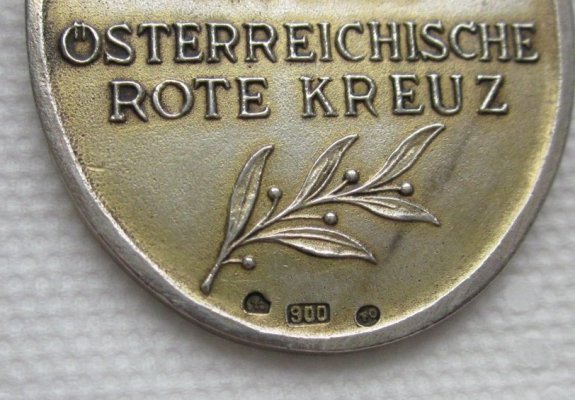 ÖSTERREICHISCHE
ROTE KREUZ
900